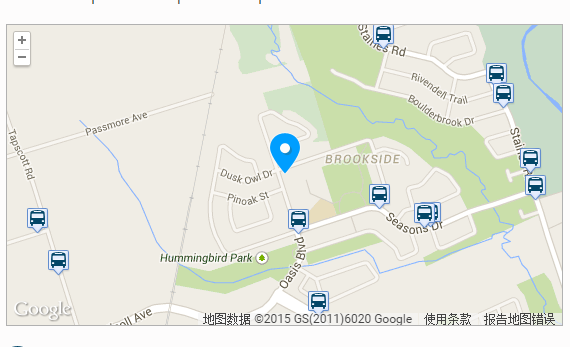 +
−
Staines Rd
Rivendell Trail
Boulderbrook Dr
Passmore Ave
Tapscott Rd
BROOKSIDE
Dusk Owl Dr
Pinoak St
Seasons Dr
Hummingbird Park
Oasis Blvd
Ave
Google
地图数据 ©2015 GS(2011)6020 Google 使用条款 报告地图错误